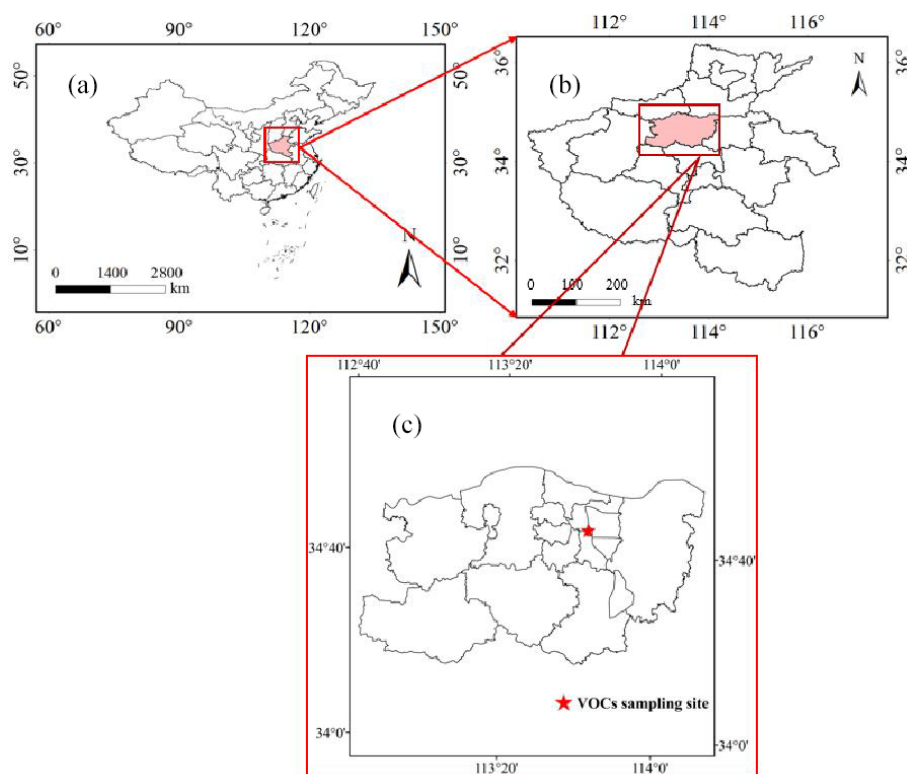 60° 90° 120° 150°
(a)
50°
30°
10°
50°
30°
10°
N
0 1400 2800
km
60° 90° 120° 150°
112° 114° 116°
(b)
N
36°
34°
32°
36°
34°
32°
0 100 200
km
112° 114° 116°
112°40' 113°20' 114°0'
(c)
34°40'
34°40'
VOCs sampling site
34°0'
34°0'
113°20' 114°0'